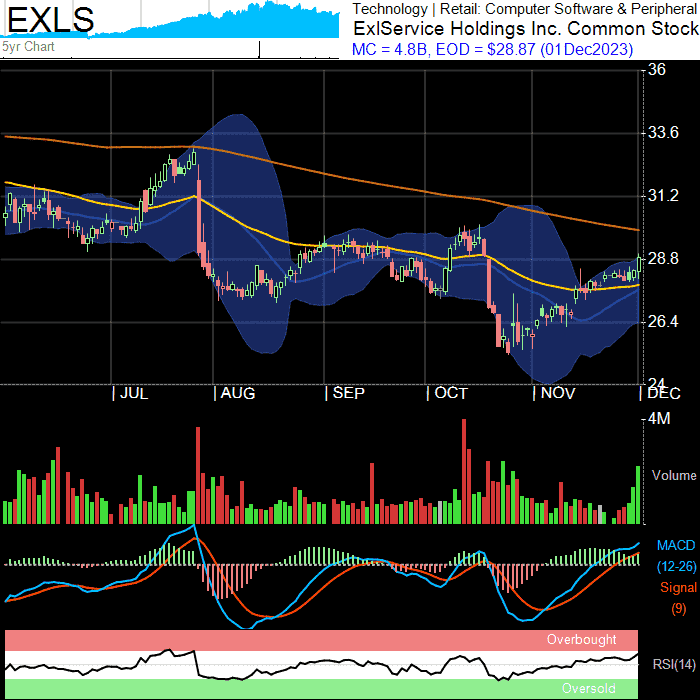 EXLS
5yr Chart
Technology | Retail: Computer Software & Peripheral
ExlService Holdings Inc. Common Stock
MC = 4.8B, EOD = $28.87 (01Dec2023)
36
33.6
31.2
28.8
26.4
24
JUL
AUG
SEP
OCT
NOV
DEC
4M
Volume
MACD
(12-26)
Signal
(9)
Overbought
RSI(14)
Oversold